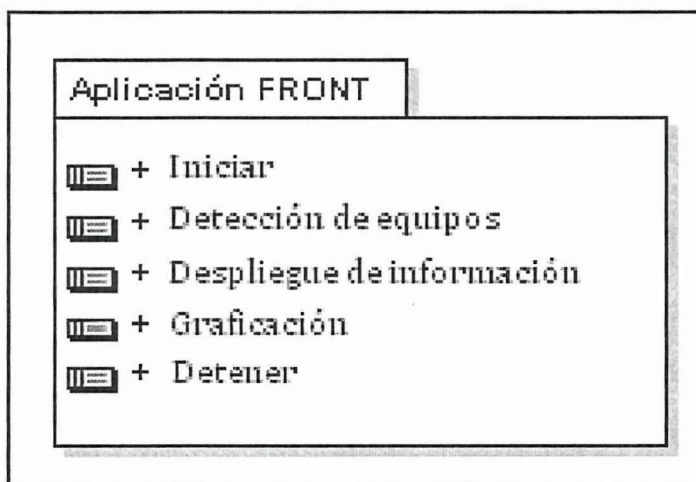 Aplicación FRONT
+ Iniciar
+ Detección de equipos
+ Despliegue de información
+ Graficación
+ Detener